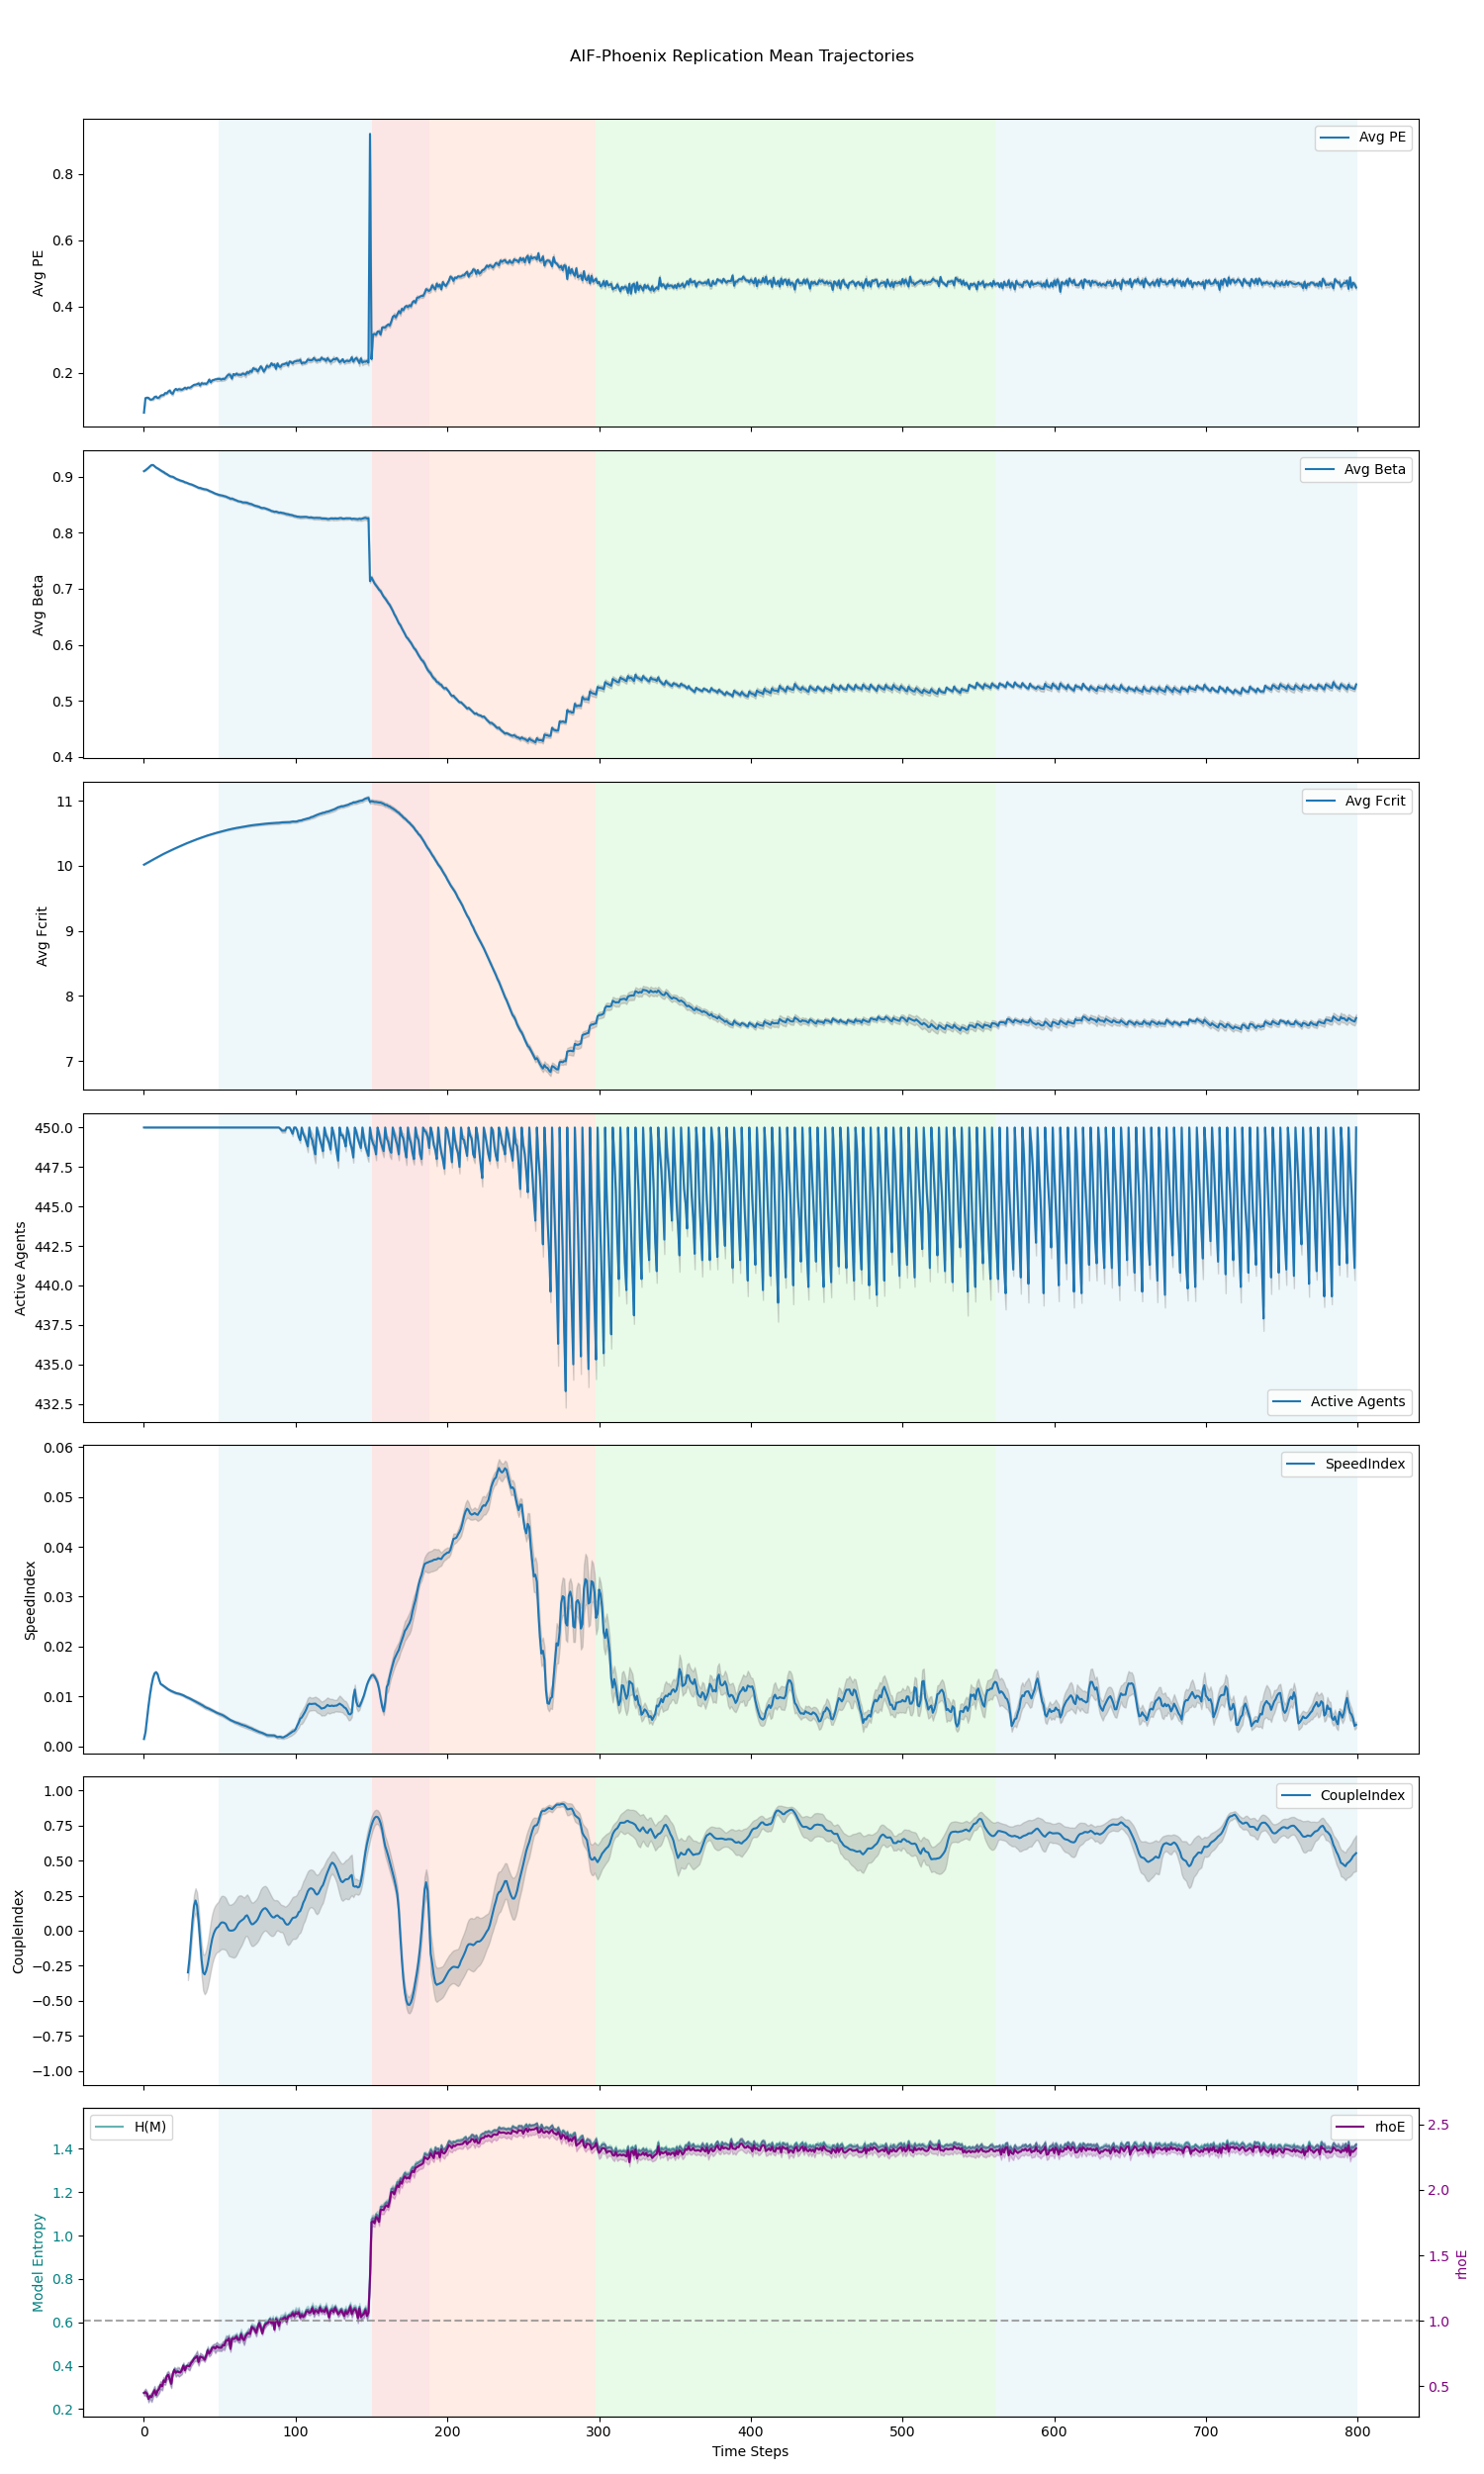 AIF-Phoenix Replication Mean Trajectories
Avg PE
0.8
0.6
0.4
0.2
Avg PE
Avg Beta
0.9
0.8
0.7
0.6
0.5
0.4
Avg Beta
Avg Fcrit
11
10
9
8
7
Avg Fcrit
Active Agents
450.0
447.5
445.0
442.5
440.0
437.5
435.0
432.5
Active Agents
SpeedIndex
0.06
0.05
0.04
0.03
0.02
0.01
0.00
SpeedIndex
CoupleIndex
1.00
0.75
0.50
0.25
0.00
−0.25
−0.50
−0.75
−1.00
CoupleIndex
Model Entropy
1.4
1.2
1.0
0.8
0.6
0.4
0.2
H(M)
rhoE
2.5
2.0
1.5
1.0
0.5
rhoE
0 100 200 300 400 500 600 700 800
Time Steps